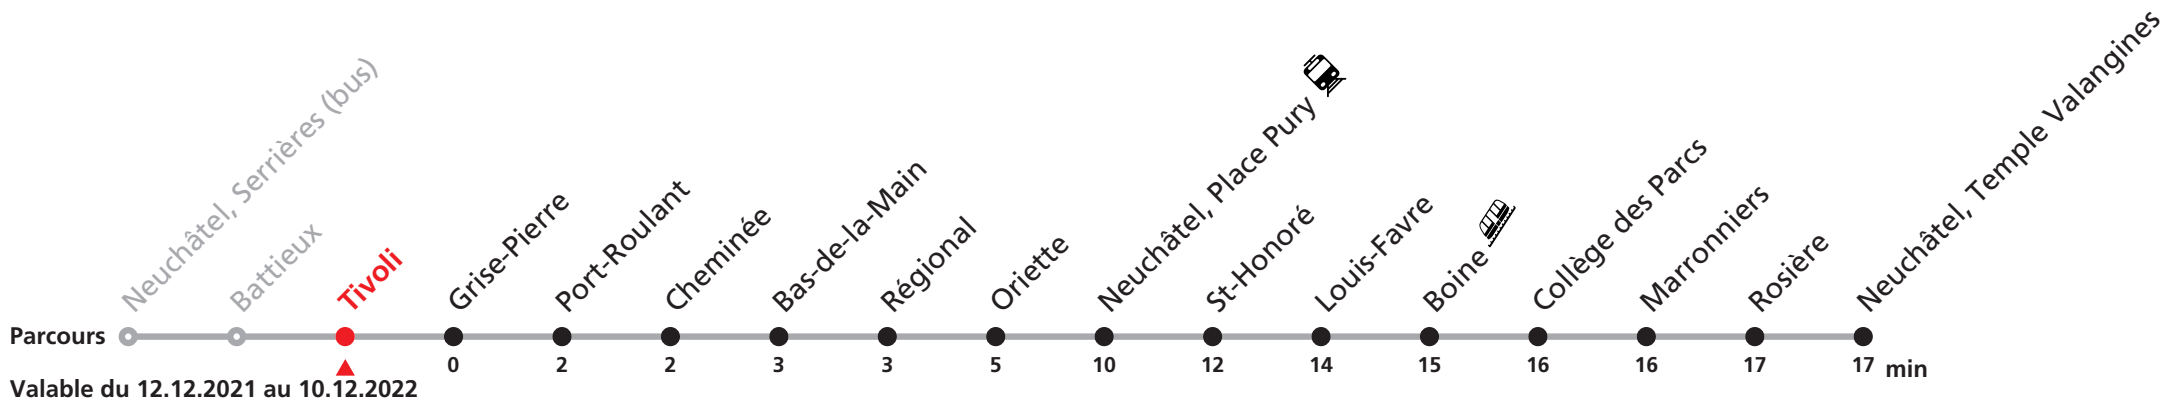 Neuchâtel, Serrières (bus)
Battieux
Tivoli
Grise-Pierre
Port-Roulant
Cheminée
Bas-de-la-Main
Régional
Oriette
Neuchâtel, Place Pury
St-Honoré
Louis-Favre
Boine
Collège des Parcs
Marronniers
Rosière
Neuchâtel, Temple Valangines
Parcours
0 2 2 3 3 5 10 12 14 15 16 16 17 17 min
Valable du 12.12.2021 au 10.12.2022